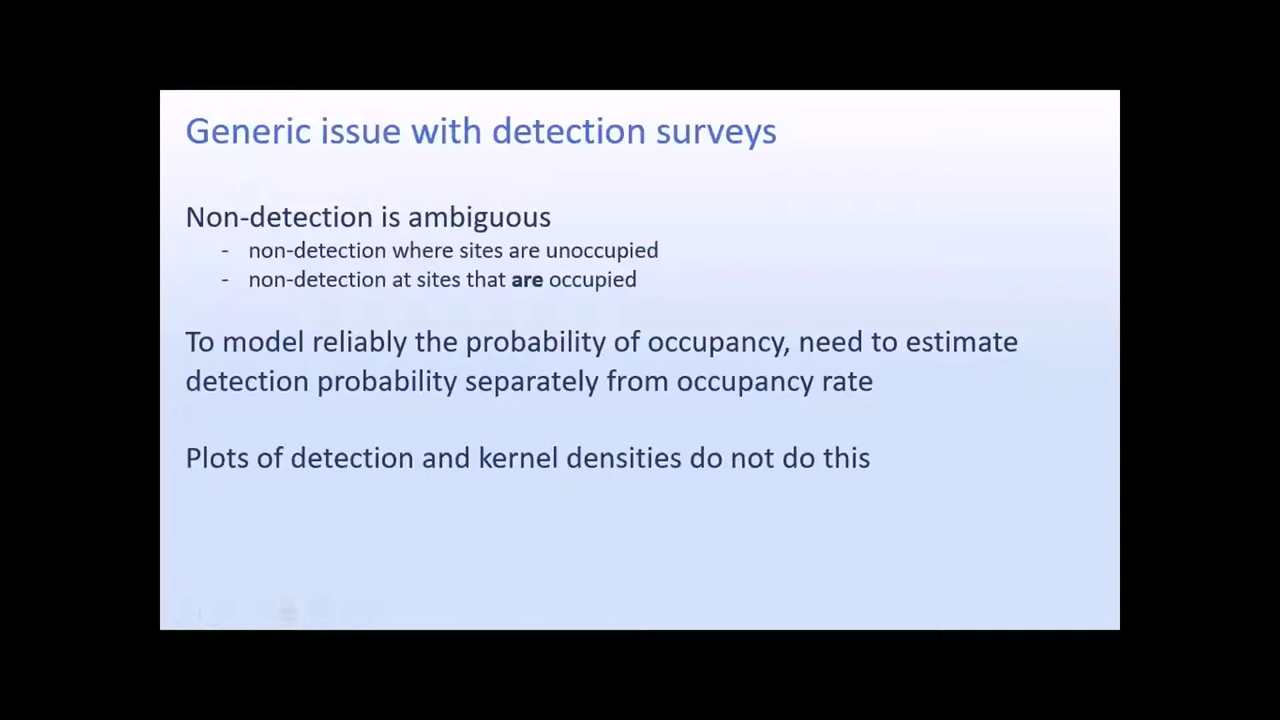 Generic issue with detection surveys
Non-detection is ambiguous
- non-detection where sites are unoccupied
- non-detection at sites that are occupied
To model reliably the probability of occupancy, need to estimate
detection probability separately from occupancy rate
Plots of detection and kernel densities do not do this